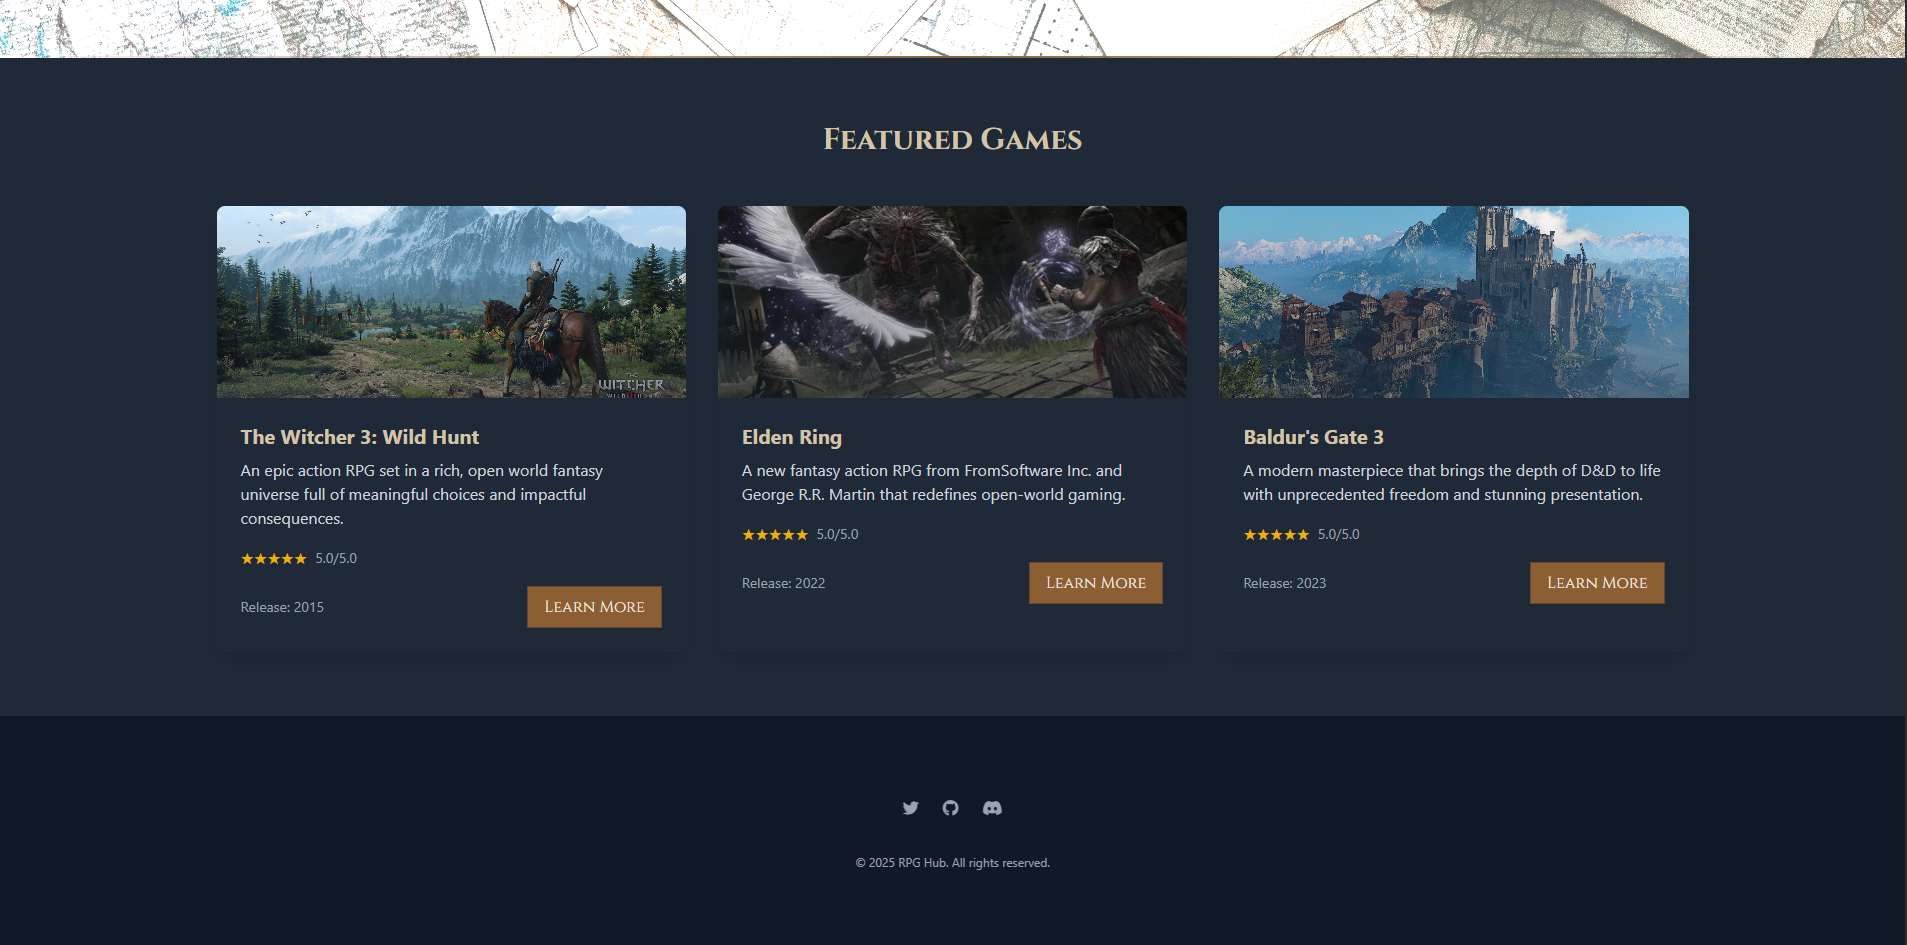 Featured Games
THE
WITCHER
WILD HUNT
The Witcher 3: Wild Hunt
An epic action RPG set in a rich, open world fantasy
universe full of meaningful choices and impactful
consequences.
★★★★★ 5.0/5.0
Release: 2015
Learn More
Elden Ring
A new fantasy action RPG from FromSoftware Inc. and
George R.R. Martin that redefines open-world gaming.
★★★★★ 5.0/5.0
Release: 2022
Learn More
Baldur's Gate 3
A modern masterpiece that brings the depth of D&D to life
with unprecedented freedom and stunning presentation.
★★★★★ 5.0/5.0
Release: 2023
Learn More
© 2025 RPG Hub. All rights reserved.